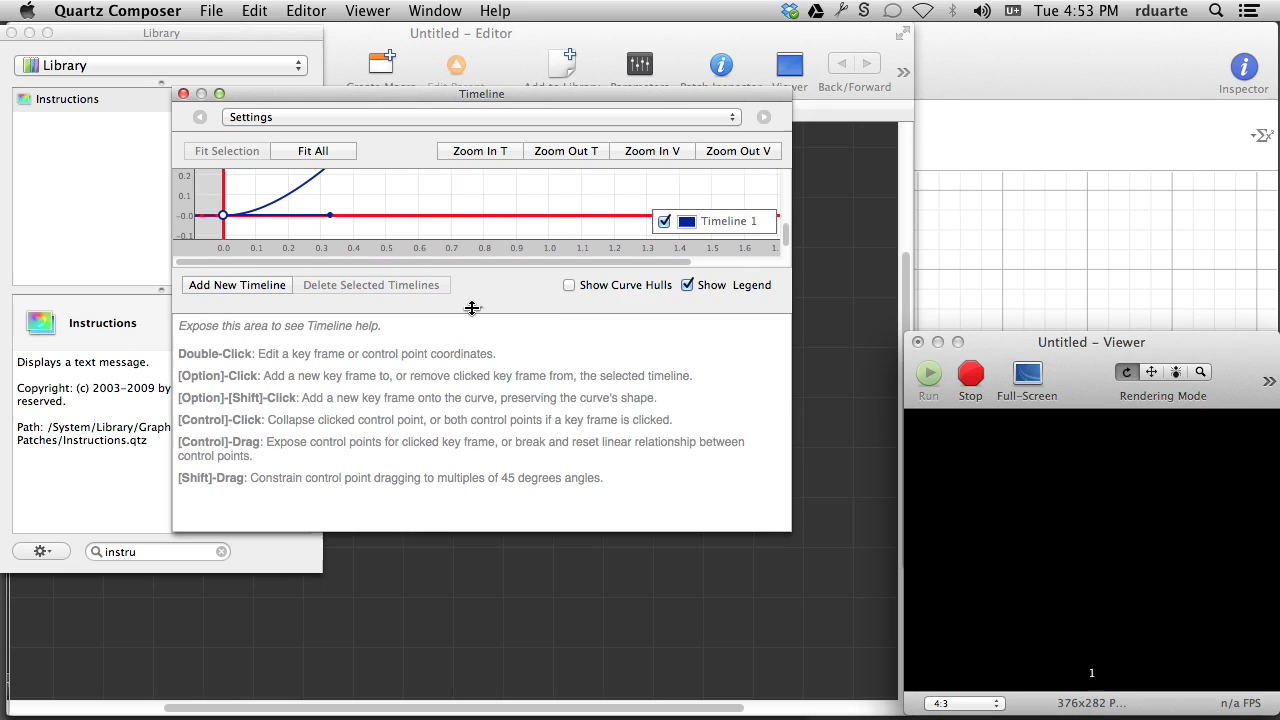 Quartz Composer File Edit Editor Viewer Window Help Tue 4:53 PM rduarte
Library
Library
Instructions
Instructions
Displays a text message.
Copyright: (c) 2003-2009 by
reserved.
Path: /System/Library/Graph
Patches/Instructions.qtz
instru
Untitled - Editor
Back/Forward
Inspector
Timeline
Settings
Fit Selection Fit All Zoom In T Zoom Out T Zoom In V Zoom Out V
0.2
0.1
-0.0
-0.1
Timeline 1
0.0 0.1 0.2 0.3 0.4 0.5 0.6 0.7 0.8 0.9 1.0 1.1 1.2 1.3 1.4 1.5 1.6 1.
Add New Timeline Delete Selected Timelines Show Curve Hulls Show Legend
Expose this area to see Timeline help.
Double-Click: Edit a key frame or control point coordinates.
[Option]-Click: Add a new key frame to, or remove clicked key frame from, the selected timeline.
[Option]-[Shift]-Click: Add a new key frame onto the curve, preserving the curve's shape.
[Control]-Click: Collapse clicked control point, or both control points if a key frame is clicked.
[Control]-Drag: Expose control points for clicked key frame, or break and reset linear relationship between
control points.
[Shift]-Drag: Constrain control point dragging to multiples of 45 degrees angles.
Untitled - Viewer
Run Stop Full-Screen Rendering Mode
1
4:3 376x282 P... n/a FPS